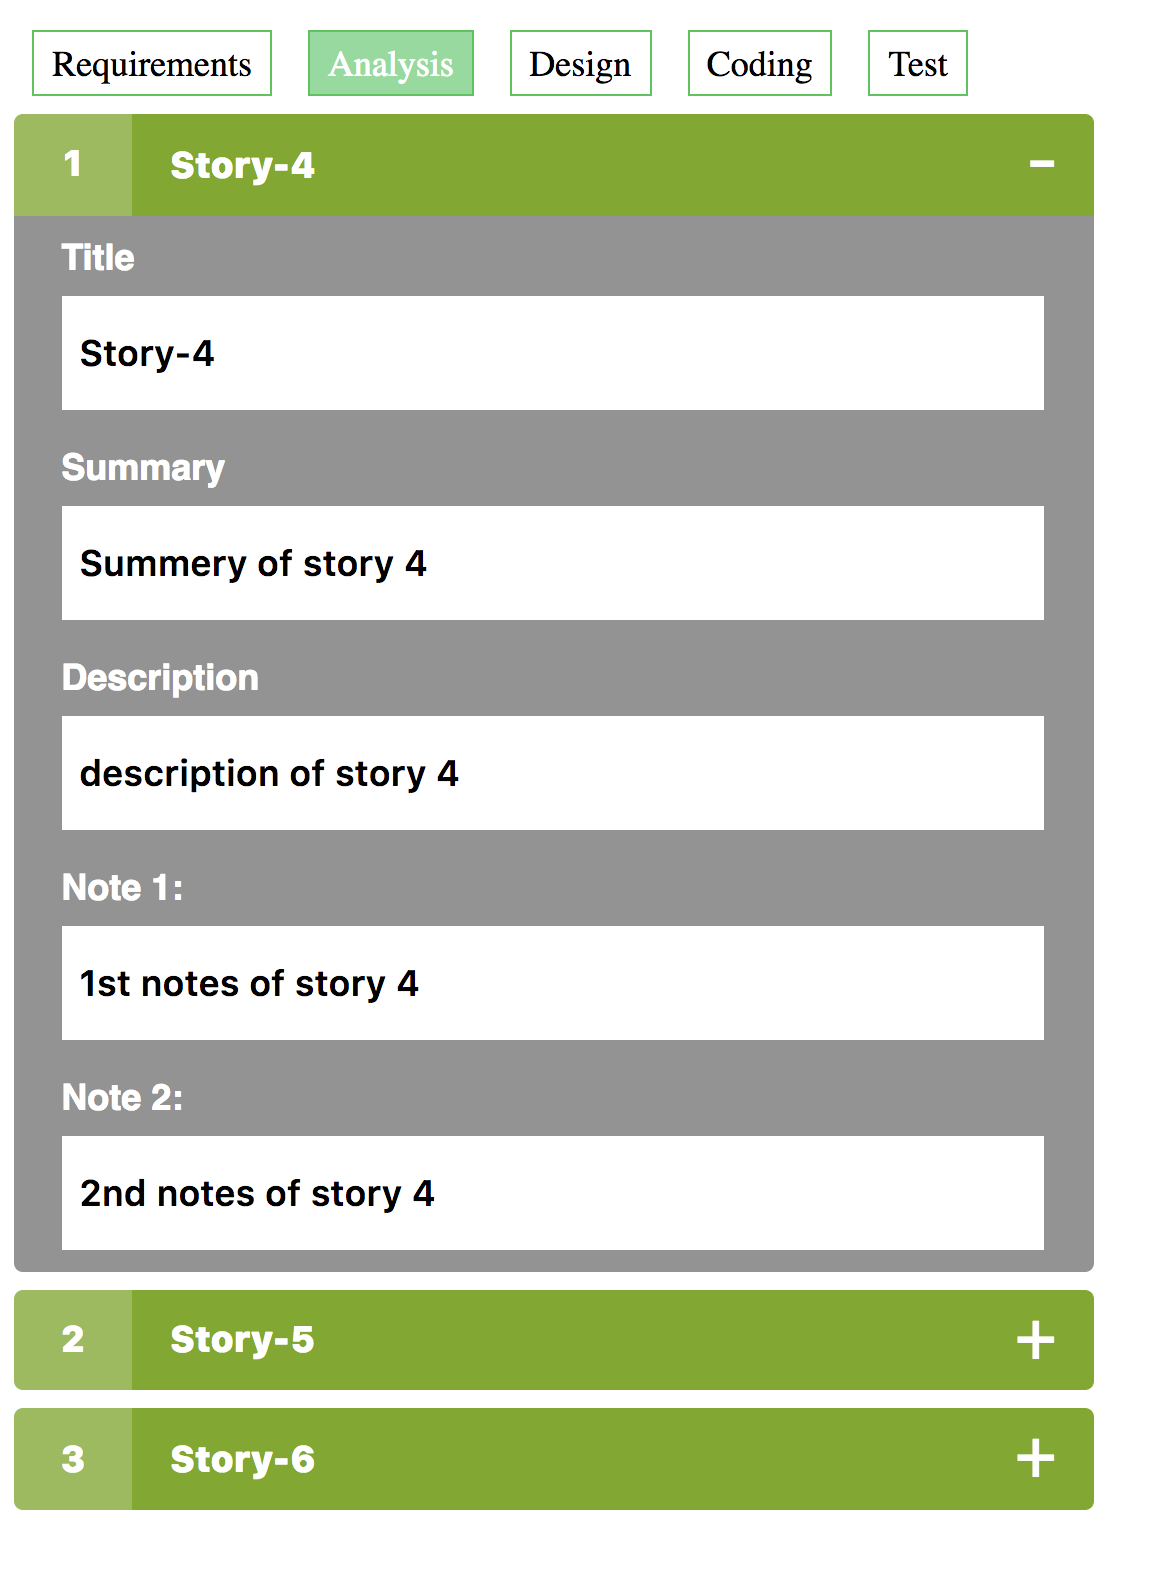 Requirements Analysis Design Coding Test
1 Story-4 −
Title
Story-4
Summary
Summery of story 4
Description
description of story 4
Note 1:
1st notes of story 4
Note 2:
2nd notes of story 4
2 Story-5 +
3 Story-6 +